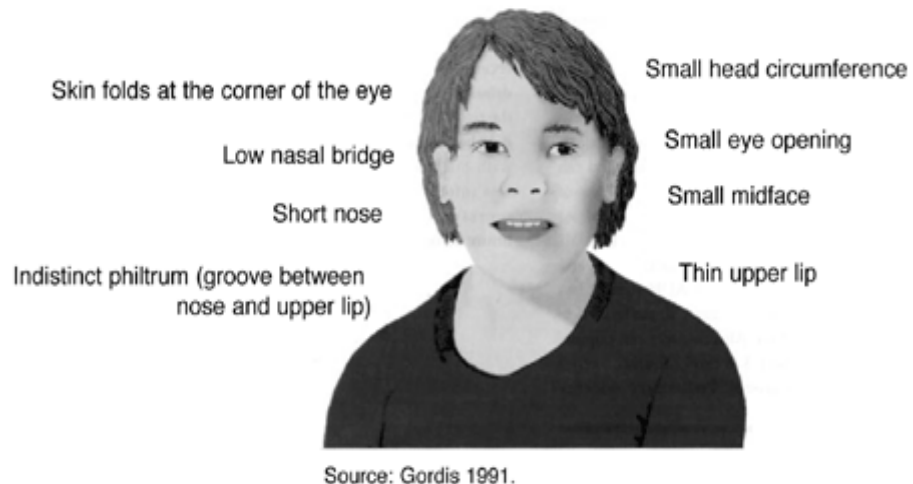 Skin folds at the corner of the eye
Low nasal bridge
Short nose
Indistinct philtrum (groove between
nose and upper lip)
Small head circumference
Small eye opening
Small midface
Thin upper lip
Source: Gordis 1991.